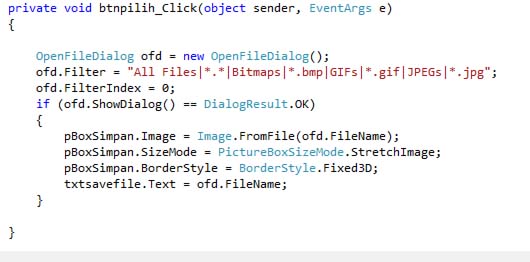 private void btnpilih_Click(object sender, EventArgs e)
{
OpenFileDialog ofd = new OpenFileDialog();
ofd.Filter = "All Files|*.*|Bitmaps|*.bmp|GIFs|*.gif|JPEGs|*.jpg";
ofd.FilterIndex = 0;
if (ofd.ShowDialog() == DialogResult.OK)
{
pBoxSimpan.Image = Image.FromFile(ofd.FileName);
pBoxSimpan.SizeMode = PictureBoxSizeMode.StretchImage;
pBoxSimpan.BorderStyle = BorderStyle.Fixed3D;
txtsavefile.Text = ofd.FileName;
}
}